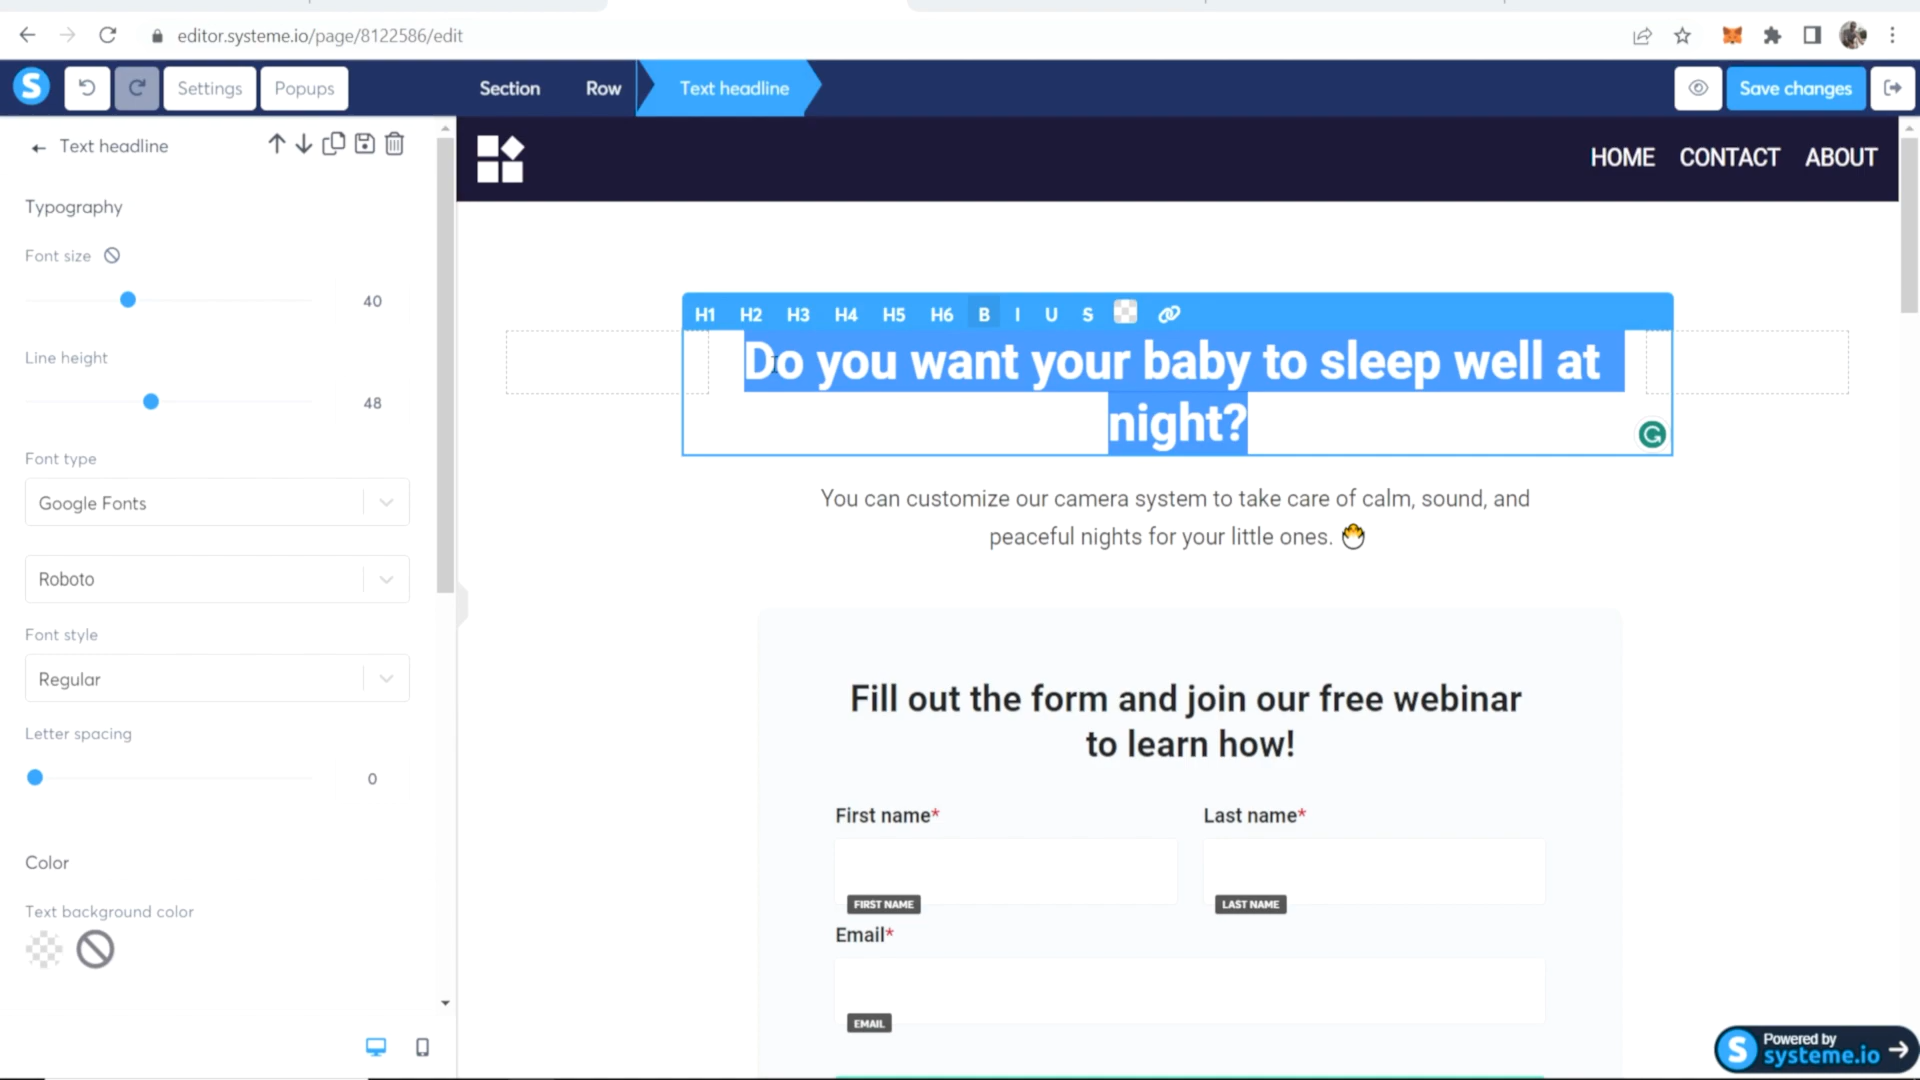 editor.systeme.io/page/8122586/edit
S
Settings
Popups
Section
Row
Text headline
Save changes
Text headline
HOME
CONTACT
ABOUT
Typography
Font size
40
Line height
48
Font type
Google Fonts
Roboto
Font style
Regular
Letter spacing
0
Color
Text background color
H1 H2 H3 H4 H5 H6 B I U S
Do you want your baby to sleep well at
night?
You can customize our camera system to take care of calm, sound, and
peaceful nights for your little ones.
Fill out the form and join our free webinar
to learn how!
First name*
Last name*
FIRST NAME
LAST NAME
Email*
EMAIL
S
Powered by
systeme.io